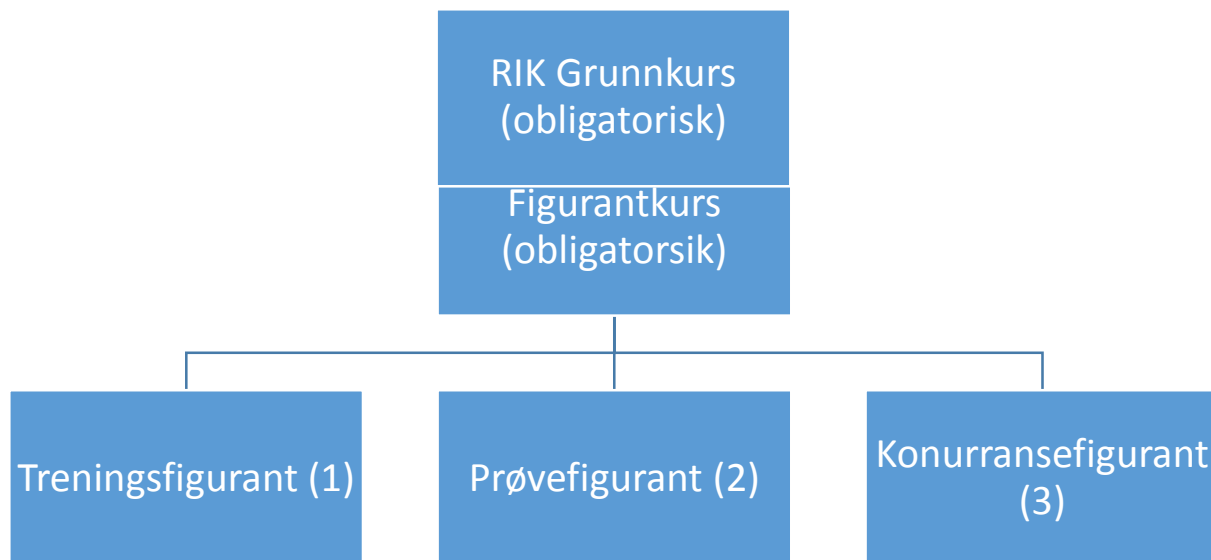 RIK Grunnkurs
(obligatorisk)
Figurantkurs
(obligatorsik)
Treningsfigurant (1)
Prøvefigurant (2)
Konurransefigurant
(3)